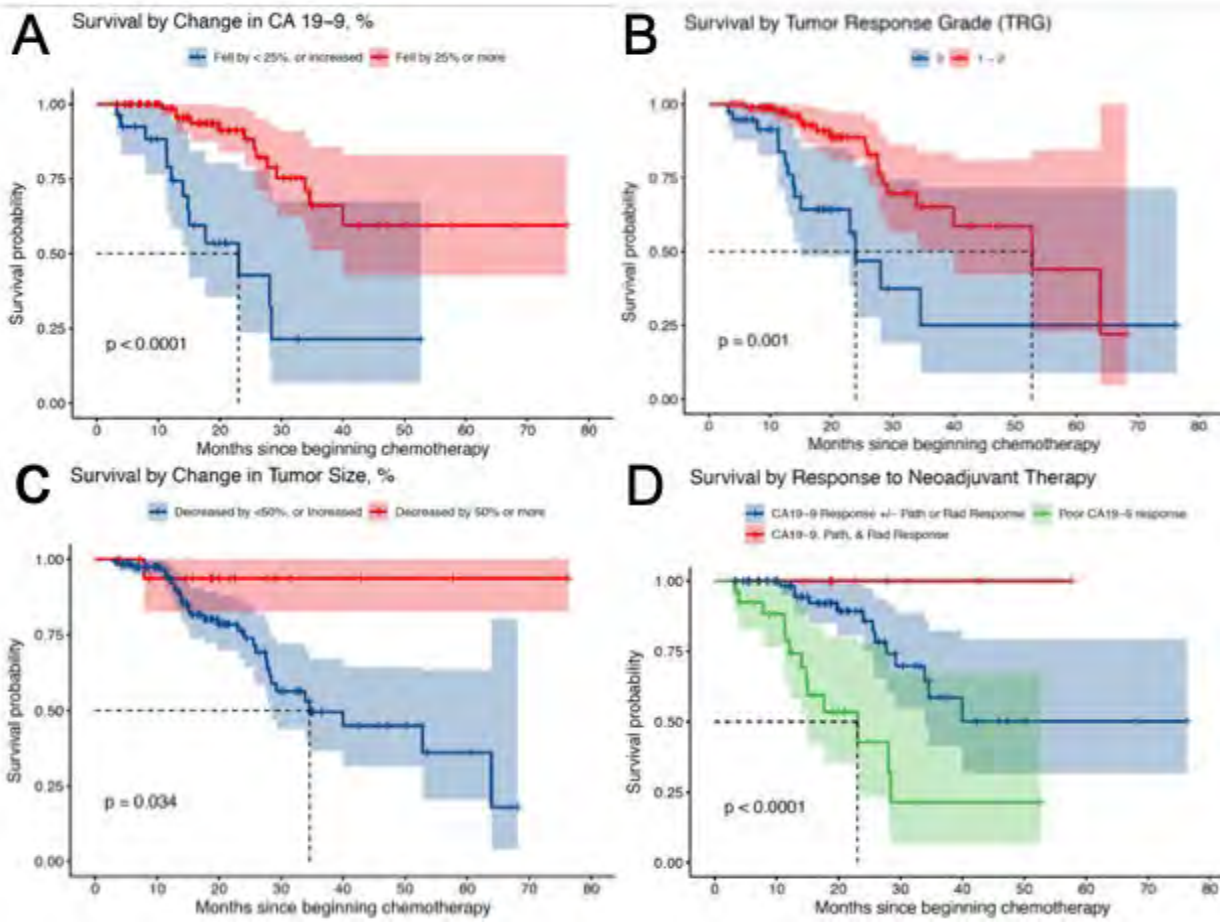 A
Survival by Change in CA 19-9, %
Fell by < 25%, or increased Fell by 25% or more
1.00
0.75
0.50
0.25
0.00
Survival probability
p < 0.0001
0 10 20 30 40 50 60 70 80
Months since beginning chemotherapy
B
Survival by Tumor Response Grade (TRG)
1 - 2
1.00
0.75
0.50
0.25
0.00
Survival probability
p = 0.001
0 10 20 30 40 50 60 70 80
Months since beginning chemotherapy
C
Survival by Change in Tumor Size, %
Decreased by <50%, or Increased Decreased by 50% or more
1.00
0.75
0.50
0.25
0.00
Survival probability
p = 0.034
0 10 20 30 40 50 60 70 80
Months since beginning chemotherapy
D
Survival by Response to Neoadjuvant Therapy
CA19-9 Response +/- Path or Rad Response Poor CA19-9 response
CA19-9, Path, & Rad Response
1.00
0.75
0.50
0.25
0.00
Survival probability
p < 0.0001
0 10 20 30 40 50 60 70 80
Months since beginning chemotherapy